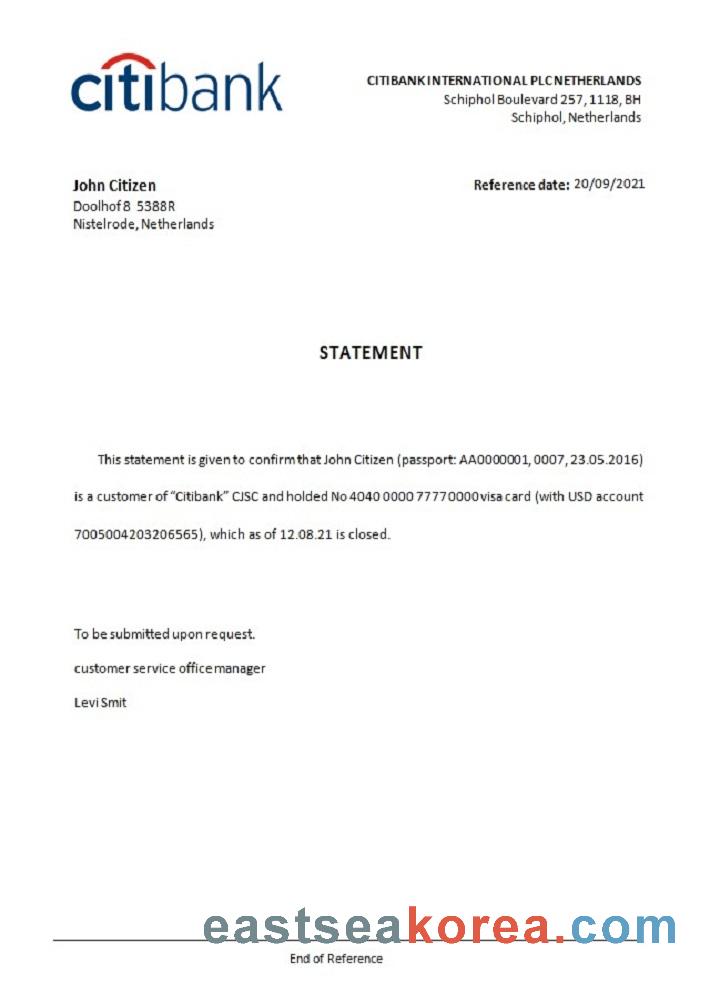 citibank
CITIBANK INTERNATIONAL PLC NETHERLANDS
Schiphol Boulevard 257, 1118, BH
Schiphol, Netherlands
John Citizen
Reference date: 20/09/2021
Doolhof 8 5388R
Nistelrode, Netherlands
STATEMENT
This statement is given to confirm that John Citizen (passport: AA0000001, 0007, 23.05.2016)
is a customer of "Citibank" CJSC and holded No 4040 0000 7777 0000 visa card (with USD account
7005004203206565), which as of 12.08.21 is closed.
To be submitted upon request.
customer service office manager
Levi Smit
eastseakorea.com
End of Reference